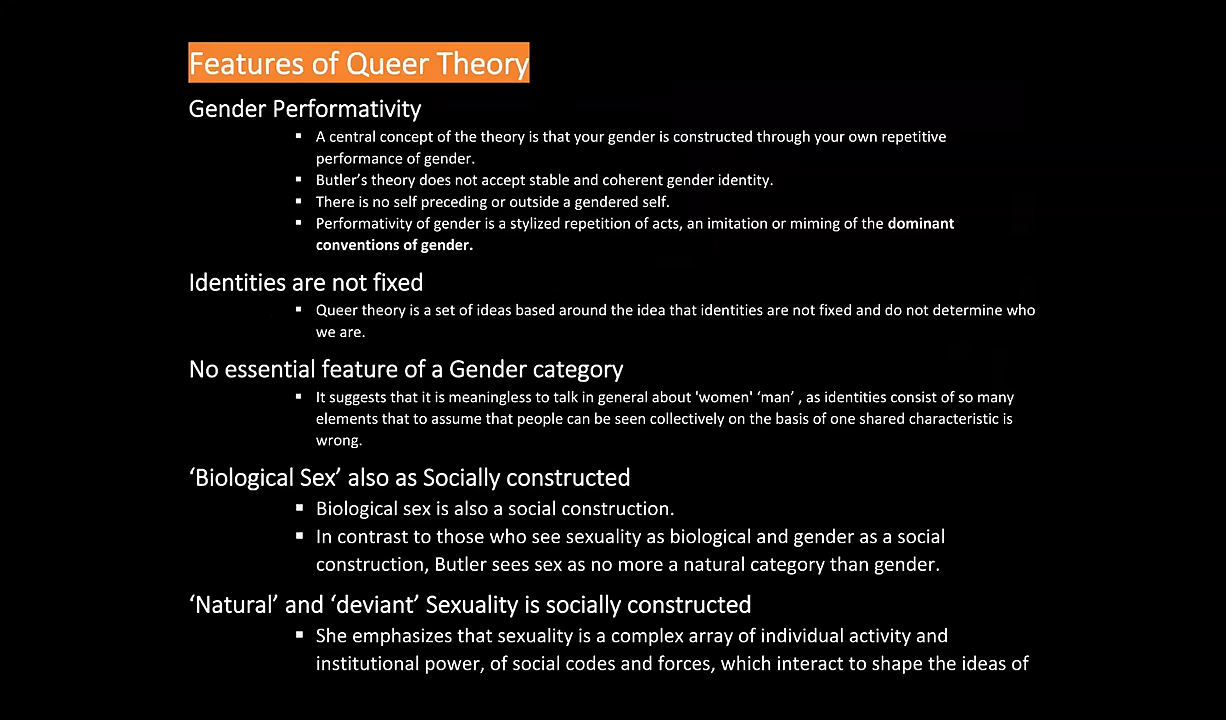 Features of Queer Theory
Gender Performativity
▪ A central concept of the theory is that your gender is constructed through your own repetitive
performance of gender.
▪ Butler's theory does not accept stable and coherent gender identity.
▪ There is no self preceding or outside a gendered self.
▪ Performativity of gender is a stylized repetition of acts, an imitation or miming of the dominant
conventions of gender.
Identities are not fixed
▪ Queer theory is a set of ideas based around the idea that identities are not fixed and do not determine who
we are.
No essential feature of a Gender category
▪ It suggests that it is meaningless to talk in general about 'women' ‘man’ , as identities consist of so many
elements that to assume that people can be seen collectively on the basis of one shared characteristic is
wrong.
‘Biological Sex’ also as Socially constructed
▪ Biological sex is also a social construction.
▪ In contrast to those who see sexuality as biological and gender as a social
construction, Butler sees sex as no more a natural category than gender.
‘Natural’ and ‘deviant’ Sexuality is socially constructed
▪ She emphasizes that sexuality is a complex array of individual activity and
institutional power, of social codes and forces, which interact to shape the ideas of